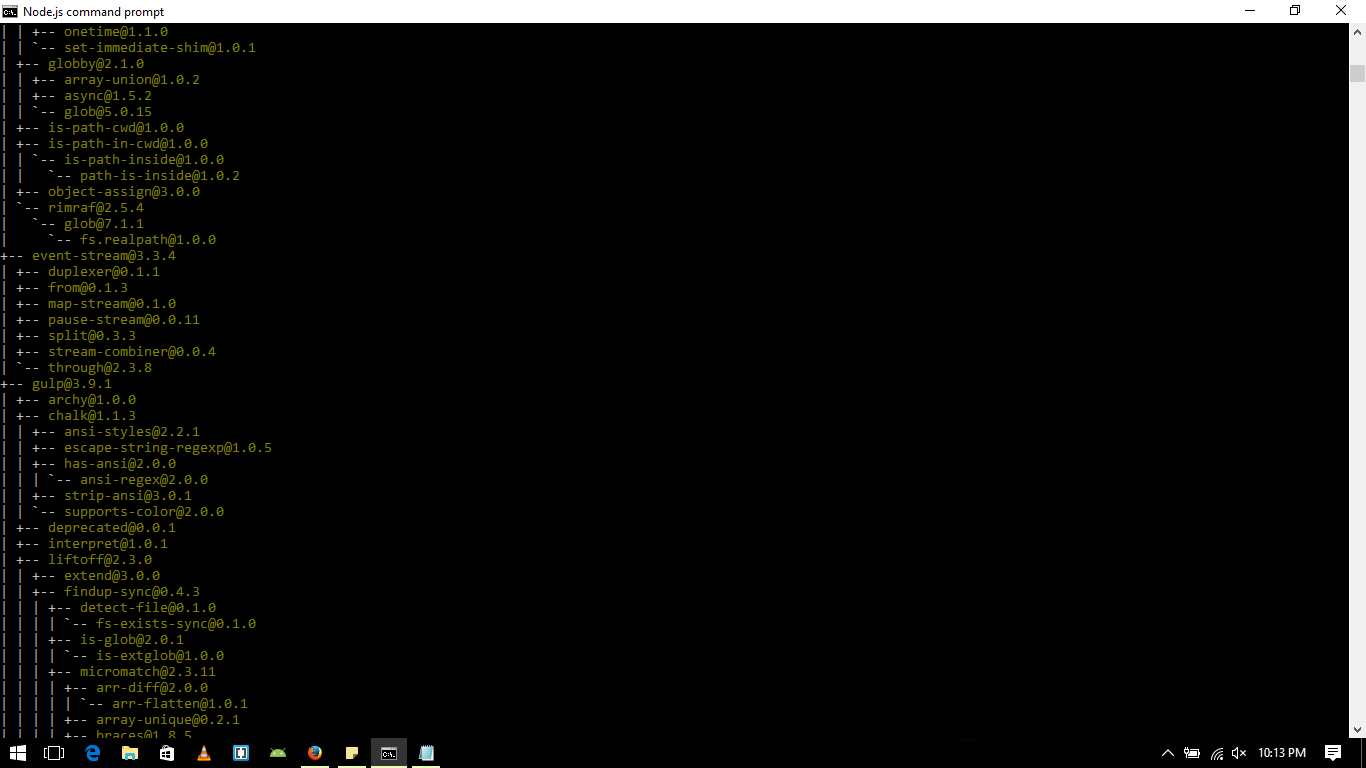 Node.js command prompt
| | +-- onetime@1.1.0
| | `-- set-immediate-shim@1.0.1
| +-- globby@2.1.0
| | +-- array-union@1.0.2
| | +-- async@1.5.2
| | `-- glob@5.0.15
| +-- is-path-cwd@1.0.0
| +-- is-path-in-cwd@1.0.0
| | `-- is-path-inside@1.0.0
| |   `-- path-is-inside@1.0.2
| +-- object-assign@3.0.0
| `-- rimraf@2.5.4
|   `-- glob@7.1.1
|     `-- fs.realpath@1.0.0
+-- event-stream@3.3.4
| +-- duplexer@0.1.1
| +-- from@0.1.3
| +-- map-stream@0.1.0
| +-- pause-stream@0.0.11
| +-- split@0.3.3
| +-- stream-combiner@0.0.4
| `-- through@2.3.8
+-- gulp@3.9.1
| +-- archy@1.0.0
| +-- chalk@1.1.3
| | +-- ansi-styles@2.2.1
| | +-- escape-string-regexp@1.0.5
| | +-- has-ansi@2.0.0
| | | `-- ansi-regex@2.0.0
| | +-- strip-ansi@3.0.1
| | `-- supports-color@2.0.0
| +-- deprecated@0.0.1
| +-- interpret@1.0.1
| +-- liftoff@2.3.0
| | +-- extend@3.0.0
| | +-- findup-sync@0.4.3
| | | +-- detect-file@0.1.0
| | | | `-- fs-exists-sync@0.1.0
| | | +-- is-glob@2.0.1
| | | | `-- is-extglob@1.0.0
| | | +-- micromatch@2.3.11
| | | | +-- arr-diff@2.0.0
| | | | | `-- arr-flatten@1.0.1
| | | | +-- array-unique@0.2.1
| | | | +-- braces@1.8.5
10:13 PM